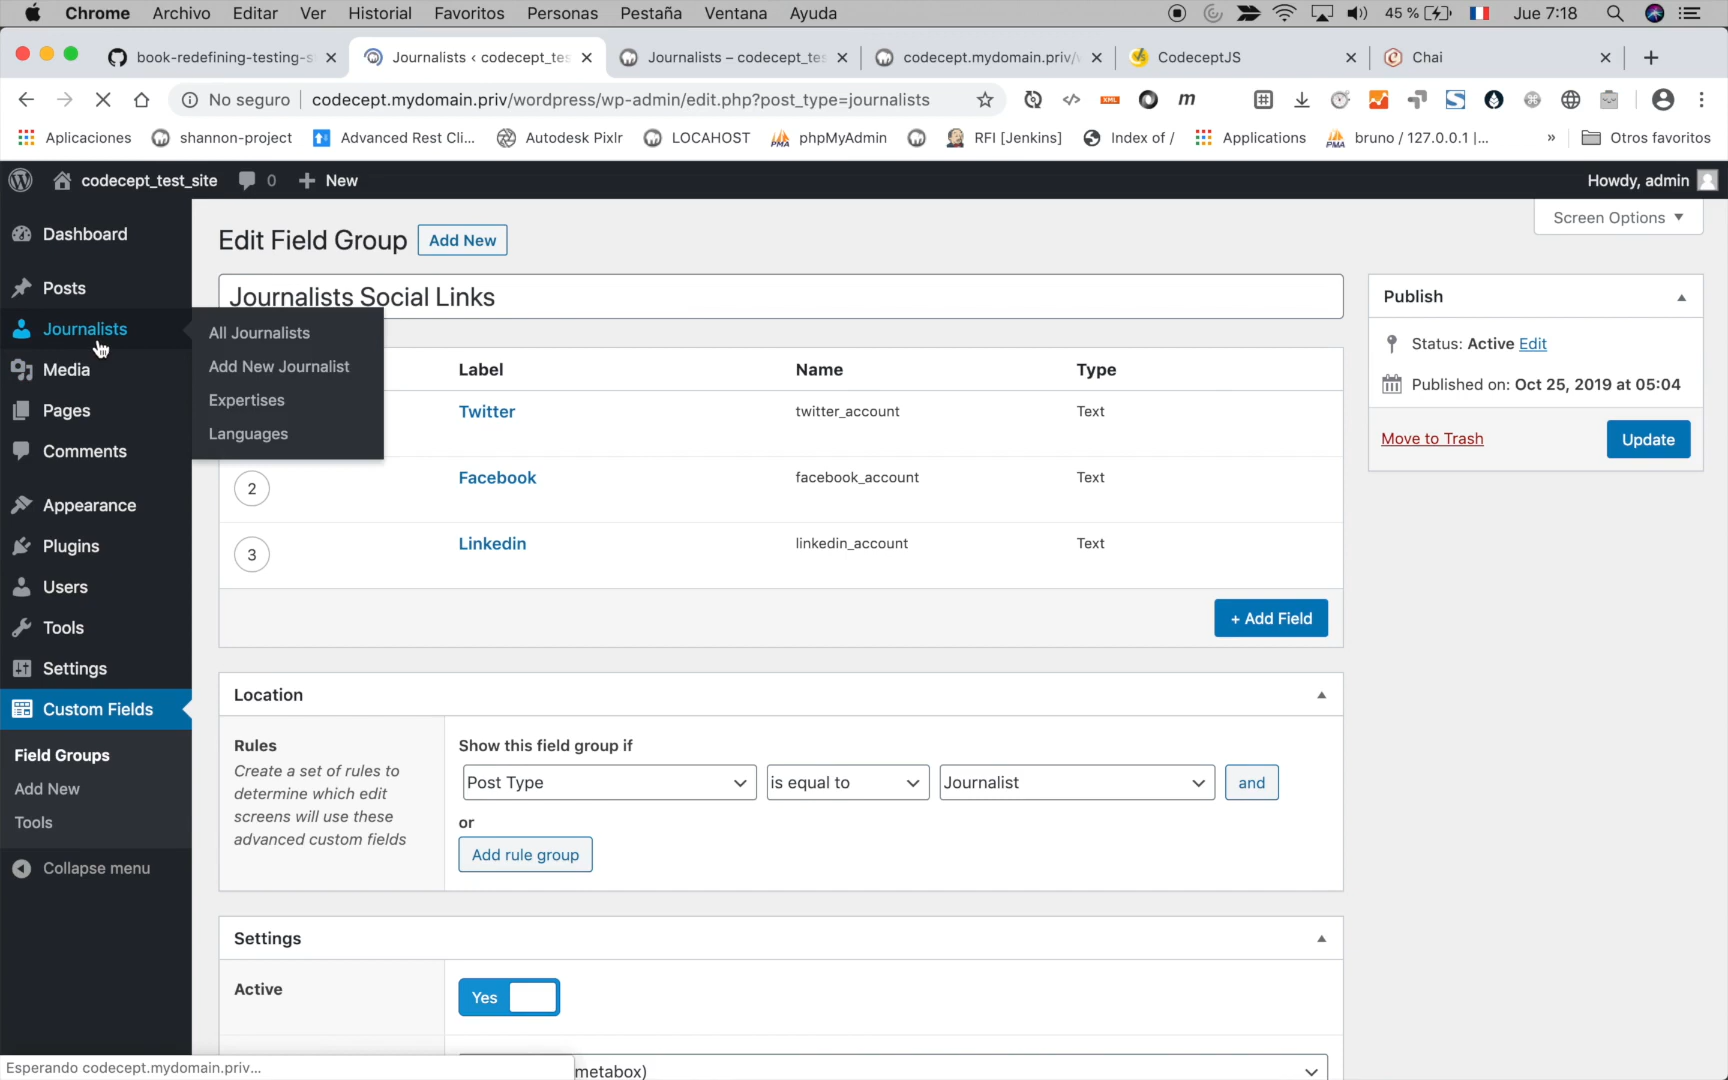 Chrome Archivo Editar Ver Historial Favoritos Personas Pestaña Ventana Ayuda 45 % Jue 7:18
book-redefining-testing-s Journalists ‹ codecept_tes Journalists – codecept_tes codecept.mydomain.priv/ CodeceptJS Chai
No seguro codecept.mydomain.priv/wordpress/wp-admin/edit.php?post_type=journalists XML m
Aplicaciones shannon-project Advanced Rest Cli... Autodesk Pixlr LOCAHOST phpMyAdmin RFI [Jenkins] Index of / Applications bruno / 127.0.0.1 |... » Otros favoritos
codecept_test_site 0 + New Howdy, admin
Screen Options
Dashboard
Posts
Journalists
Media
Pages
Comments
Appearance
Plugins
Users
Tools
Settings
Custom Fields
Field Groups
Add New
Tools
Collapse menu
All Journalists
Add New Journalist
Expertises
Languages
Edit Field Group Add New
Journalists Social Links
Label Name Type
Twitter twitter_account Text
2 Facebook facebook_account Text
3 Linkedin linkedin_account Text
+ Add Field
Location
Rules
Create a set of rules to
determine which edit
screens will use these
advanced custom fields
Show this field group if
Post Type is equal to Journalist and
or
Add rule group
Settings
Active Yes
metabox)
Publish
Status: Active Edit
Published on: Oct 25, 2019 at 05:04
Move to Trash Update
Esperando codecept.mydomain.priv...